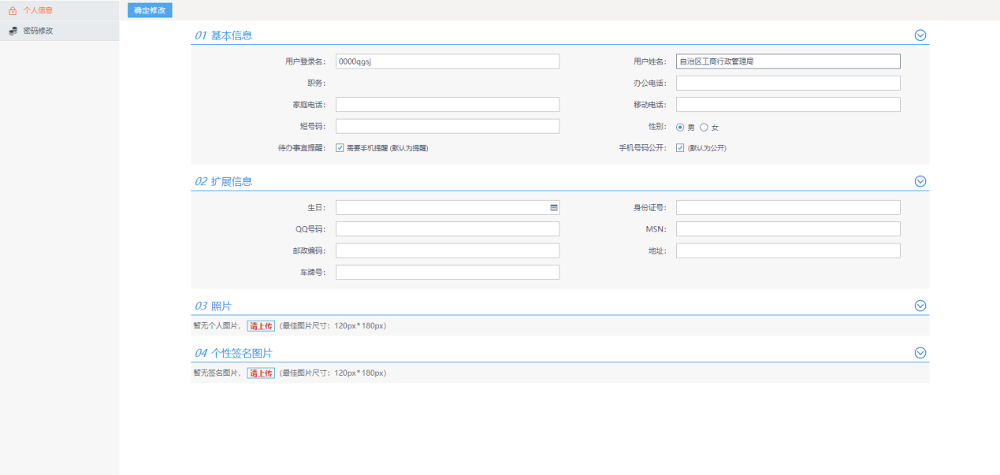 个人信息
密码修改
确定修改
01 基本信息
用户登录名： 0000qgsj 用户姓名： 自治区工商行政管理局
职务： 办公电话：
家庭电话： 移动电话：
短号码： 性别： 男 女
待办事宜提醒： 需要手机提醒 (默认为提醒) 手机号码公开： (默认为公开)
02 扩展信息
生日： 身份证号：
QQ号码： MSN：
邮政编码： 地址：
车牌号：
03 照片
暂无个人图片， 请上传 (最佳图片尺寸：120px*180px)
04 个性签名图片
暂无签名图片， 请上传 (最佳图片尺寸：120px*180px)